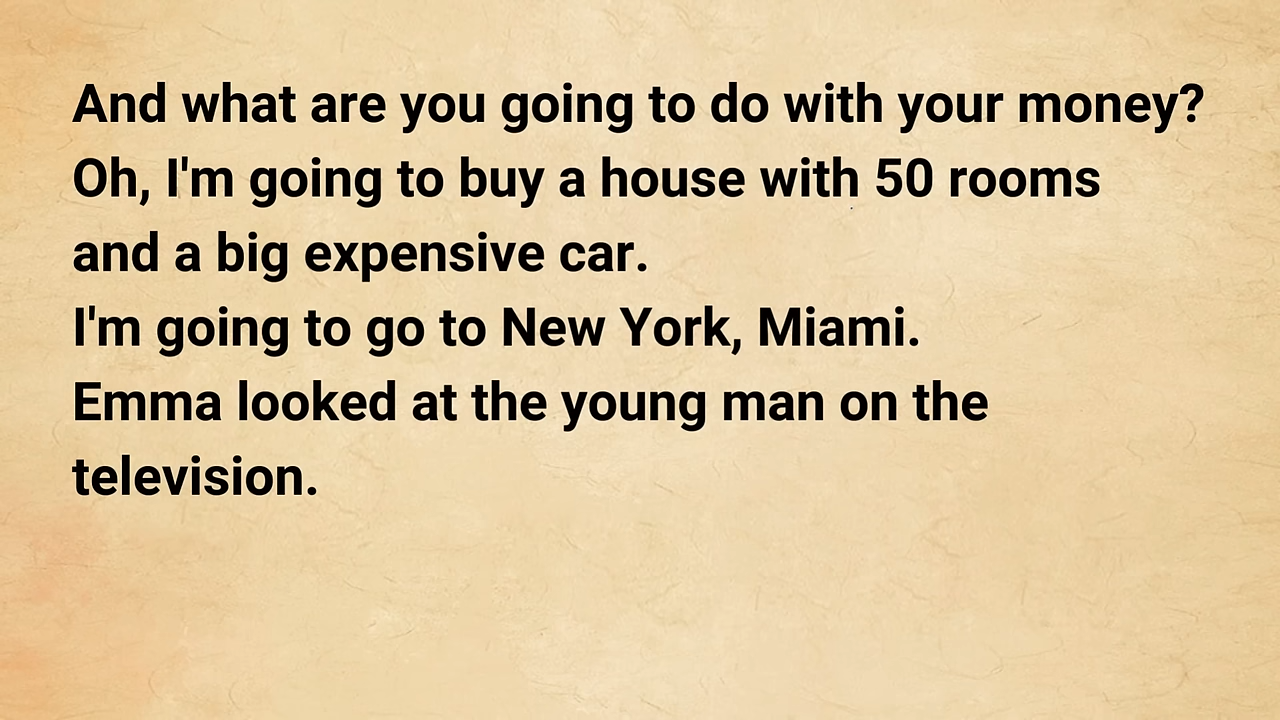 And what are you going to do with your money?
Oh, I'm going to buy a house with 50 rooms
and a big expensive car.
I'm going to go to New York, Miami.
Emma looked at the young man on the
television.